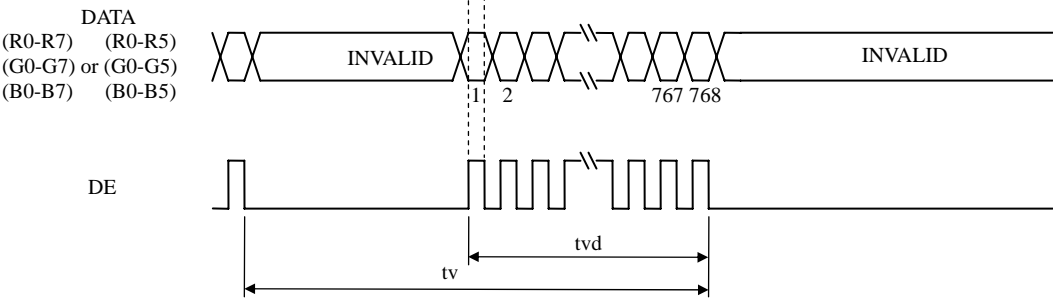 DATA
(R0-R7) (R0-R5)
(G0-G7) or (G0-G5)
(B0-B7) (B0-B5)
INVALID
INVALID
1 2 767 768
DE
tvd
tv